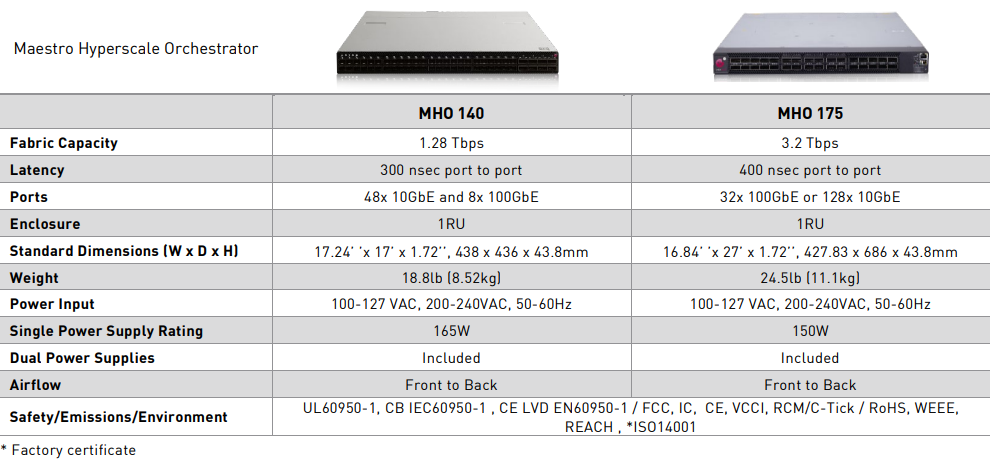 Maestro Hyperscale Orchestrator
MHO 140 MHO 175
Fabric Capacity 1.28 Tbps 3.2 Tbps
Latency 300 nsec port to port 400 nsec port to port
Ports 48x 10GbE and 8x 100GbE 32x 100GbE or 128x 10GbE
Enclosure 1RU 1RU
Standard Dimensions (W x D x H) 17.24’ ’x 17’ x 1.72’’, 438 x 436 x 43.8mm 16.84’ ’x 27’ x 1.72’’, 427.83 x 686 x 43.8mm
Weight 18.8lb (8.52kg) 24.5lb (11.1kg)
Power Input 100-127 VAC, 200-240VAC, 50-60Hz 100-127 VAC, 200-240VAC, 50-60Hz
Single Power Supply Rating 165W 150W
Dual Power Supplies Included Included
Airflow Front to Back Front to Back
Safety/Emissions/Environment UL60950-1, CB IEC60950-1 , CE LVD EN60950-1 / FCC, IC, CE, VCCI, RCM/C-Tick / RoHS, WEEE,
REACH , *ISO14001
* Factory certificate